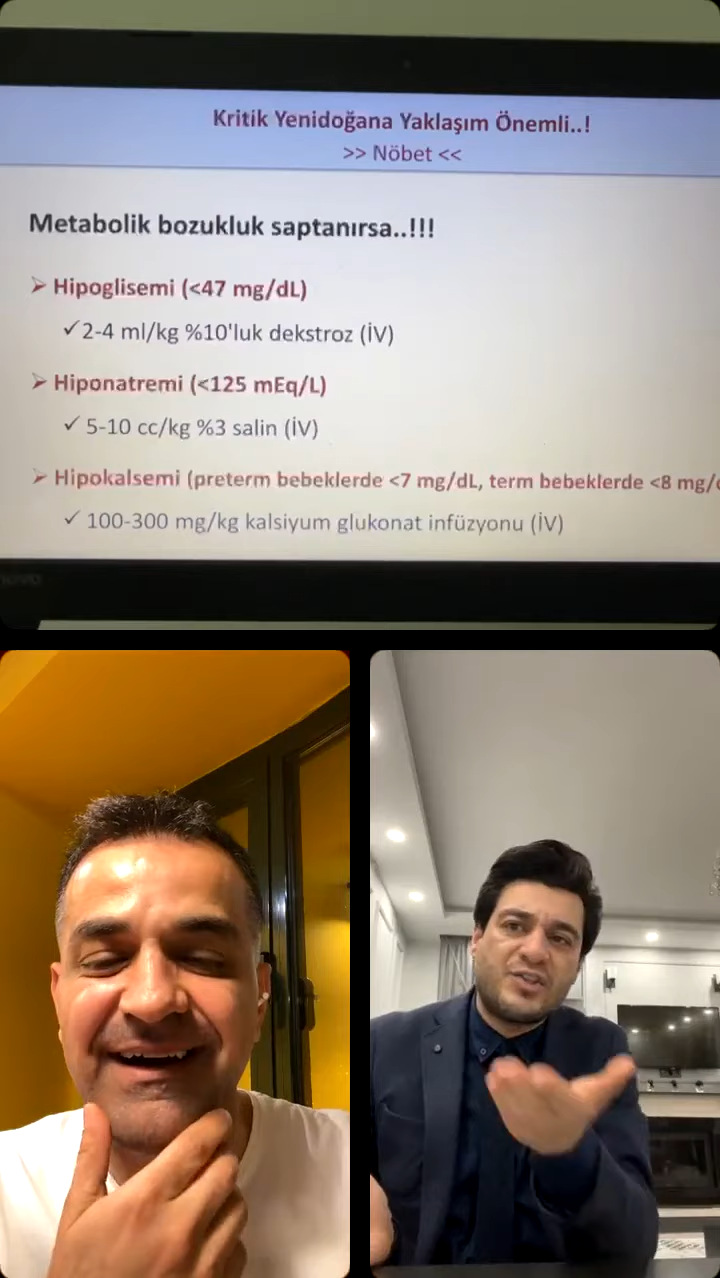 Kritik Yenidoğana Yaklaşım Önemli..!
>> Nöbet <<
Metabolik bozukluk saptanırsa..!!!
➢ Hipoglisemi (<47 mg/dL)
✓ 2-4 ml/kg %10'luk dekstroz (İV)
➢ Hiponatremi (<125 mEq/L)
✓ 5-10 cc/kg %3 salin (İV)
➢ Hipokalsemi (preterm bebeklerde <7 mg/dL, term bebeklerde <8 mg/
✓ 100-300 mg/kg kalsiyum glukonat infüzyonu (İV)